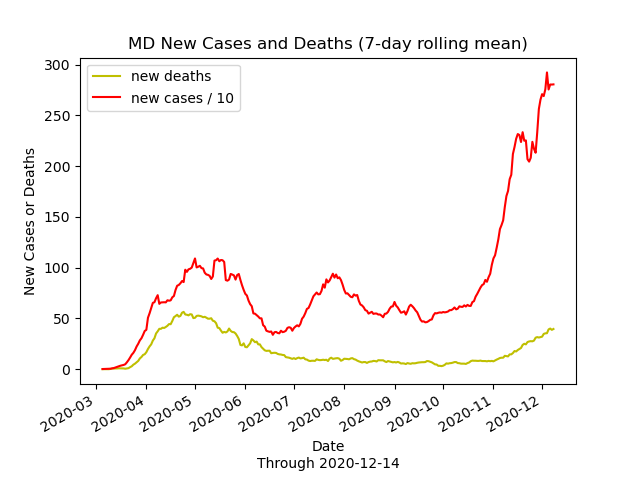 MD New Cases and Deaths (7-day rolling mean)
new deaths
new cases / 10
300
250
200
150
100
50
0
New Cases or Deaths
2020-03
2020-04
2020-05
2020-06
2020-07
2020-08
2020-09
2020-10
2020-11
2020-12
Date
Through 2020-12-14